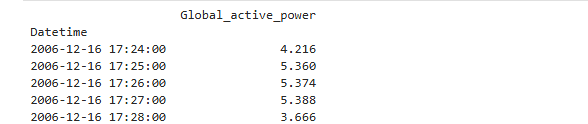 Global_active_power
Datetime
2006-12-16 17:24:00 4.216
2006-12-16 17:25:00 5.360
2006-12-16 17:26:00 5.374
2006-12-16 17:27:00 5.388
2006-12-16 17:28:00 3.666